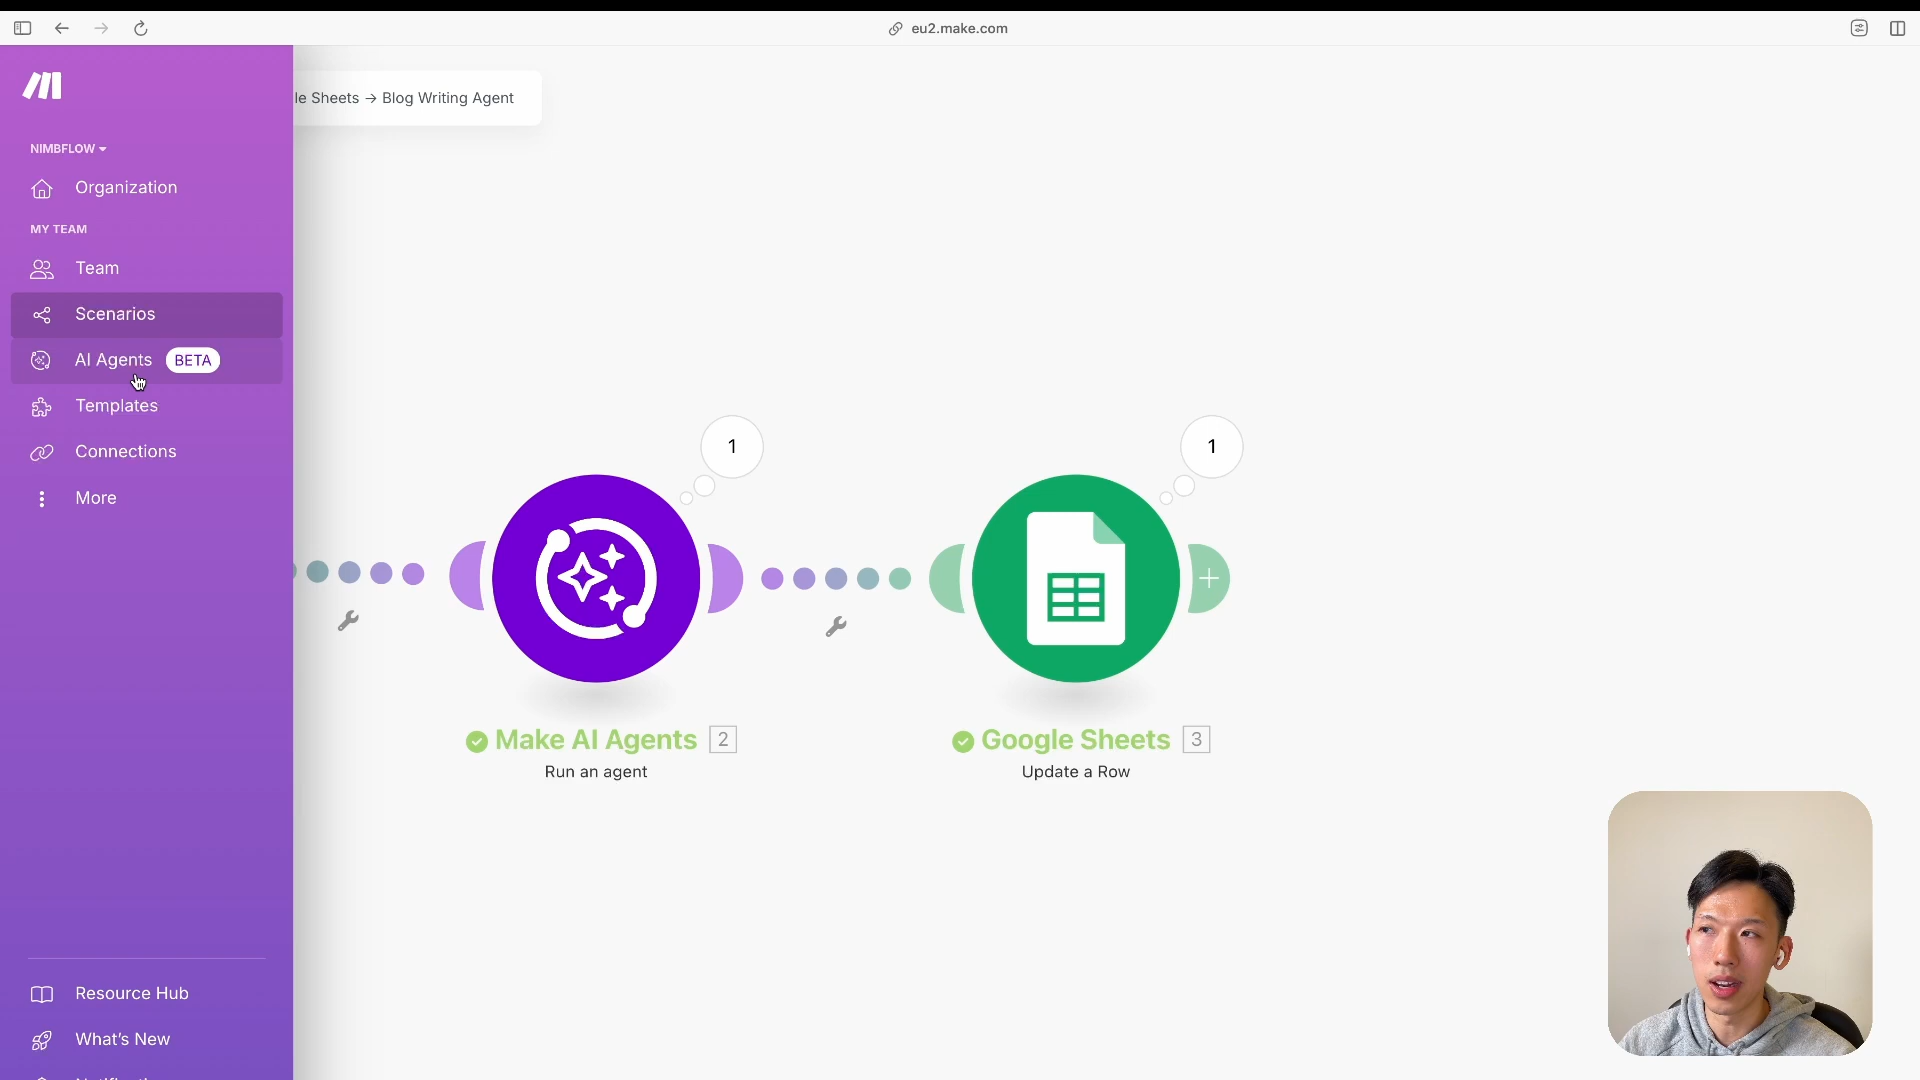 eu2.make.com
le Sheets → Blog Writing Agent
NIMBFLOW
Organization
MY TEAM
Team
Scenarios
AI Agents BETA
Templates
Connections
More
1
1
Make AI Agents 2
Run an agent
Google Sheets 3
Update a Row
Resource Hub
What's New